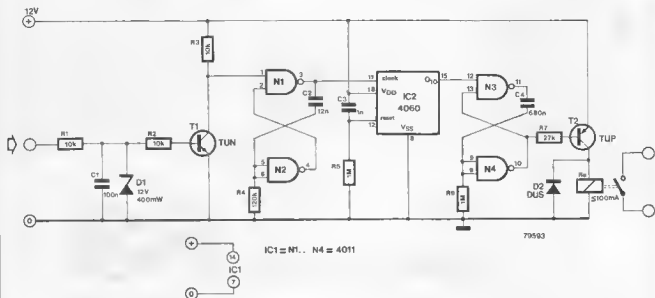 12V
R3
10k
N1
1
2
3
C2
12n
N2
4
5
6
R4
120k
C3
1n
R5
1M
11
clock
VDD
reset
12
IC2
4060
VSS
8
Q10
15
12
13
N3
11
C4
680n
N4
10
9
8
R6
1M
R7
27k
T2
TUP
D2
DUS
Re
≤100mA
R1
10k
R2
10k
T1
TUN
C1
100n
D1
12V
400mW
0
79593
IC1 = N1 .. N4 = 4011
14
IC1
7
0